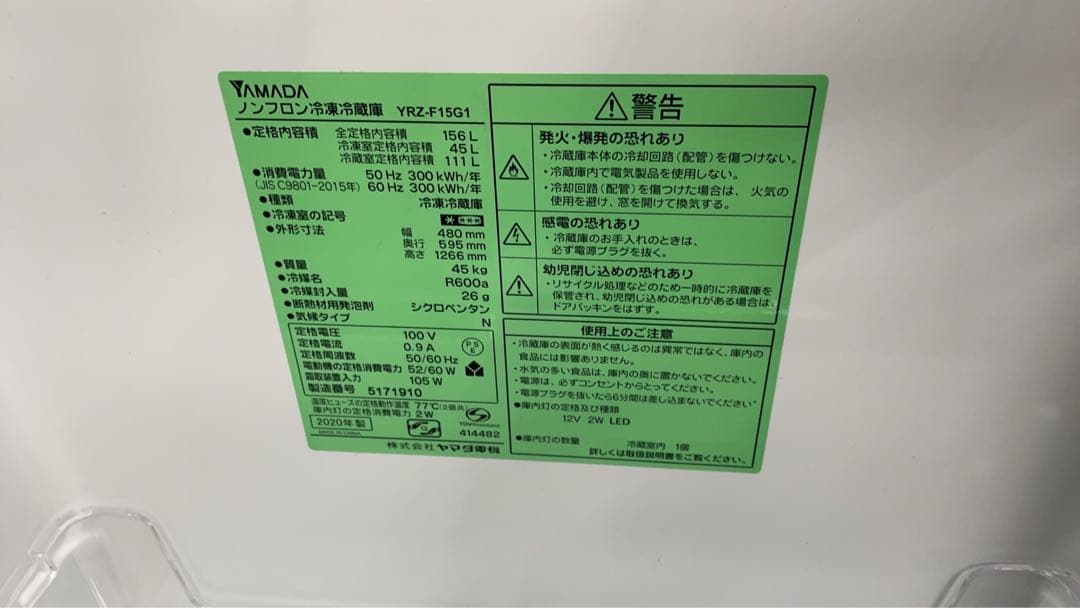 YAMADA
ノンフロン冷凍冷蔵庫 YRZ-F15G1
●定格内容積 全定格内容積 156 L
冷凍室定格内容積 45 L
冷蔵室定格内容積 111 L
●消費電力量 50 Hz 300 kWh/年
(JIS C9801-2015年) 60 Hz 300 kWh/年
●種類 冷凍冷蔵庫
●冷凍室の記号
●外形寸法 幅 480 mm
奥行 595 mm
高さ 1266 mm
●質量 45 kg
●冷媒名 R600a
●冷媒封入量 26 g
●断熱材用発泡剤 シクロペンタン
●気候タイプ N
定格電圧 100 V
定格電流 0.9 A
定格周波数 50/60 Hz
電動機の定格消費電力 52/60 W
霜取装置入力 105 W
製造番号 5171910
PSE
温度ヒューズの定格動作温度 77℃(2個共)
庫内灯の定格消費電力 2W
2020年製
MADE IN CHINA
TÜVRheinland
414482
株式会社 ヤマダ電機
警告
発火・爆発の恐れあり
・冷蔵庫本体の冷却回路(配管)を傷つけない。
・冷蔵庫内で電気製品を使用しない。
・冷却回路(配管)を傷つけた場合は、火気の
使用を避け、窓を開けて換気する。
感電の恐れあり
・冷蔵庫のお手入れのときは、
必ず電源プラグを抜く。
幼児閉じ込めの恐れあり
・リサイクル処理などのため一時的に冷蔵庫を
保管され、幼児閉じ込めの恐れがある場合は、
ドアパッキンをはずす。
使用上のご注意
・冷蔵庫の表面が熱く感じるのは異常ではなく、庫内の
食品には影響ありません。
・水気の多い食品は、庫内の奥に置かないでください。
・電源は、必ずコンセントからとってください。
・電源プラグを抜いたら6分間は差し込まないでください
●庫内灯の定格及び種類
12V 2W LED
●庫内灯の数量 冷蔵室内 1個
詳しくは取扱説明書をご覧ください。